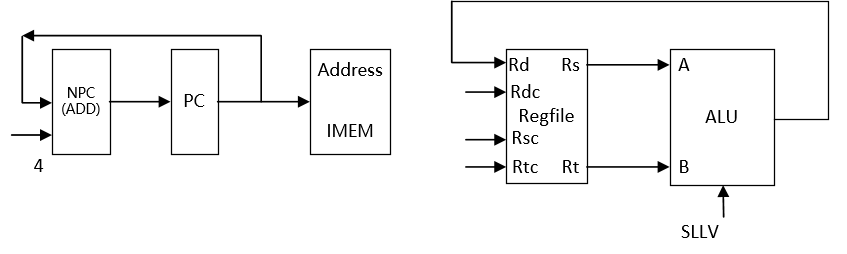 NPC
(ADD)
4
PC
Address
IMEM
Rd
Rs
Rdc
Regfile
Rsc
Rtc
Rt
A
ALU
B
SLLV